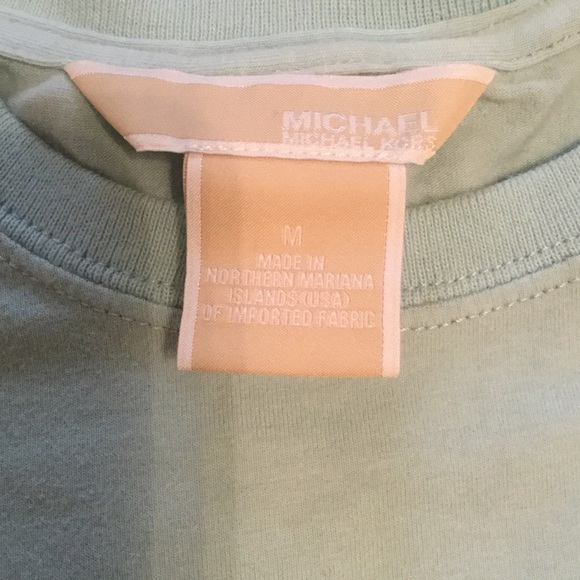 MICHAEL
MICHAEL KORS
M
MADE IN
NORTHERN MARIANA
ISLANDS (USA)
OF IMPORTED FABRIC